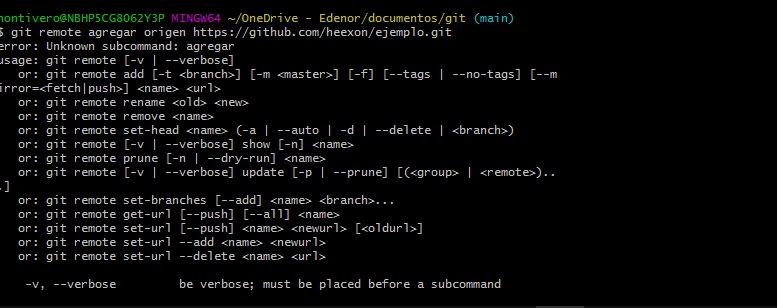 montivero@NBHP5CG8062Y3P MINGW64 ~/OneDrive - Edenor/documentos/git (main)
$ git remote agregar origen https://github.com/heexon/ejemplo.git
error: Unknown subcommand: agregar
usage: git remote [-v | --verbose]
or: git remote add [-t <branch>] [-m <master>] [-f] [--tags | --no-tags] [--m
irror=<fetch|push>] <name> <url>
or: git remote rename <old> <new>
or: git remote remove <name>
or: git remote set-head <name> (-a | --auto | -d | --delete | <branch>)
or: git remote [-v | --verbose] show [-n] <name>
or: git remote prune [-n | --dry-run] <name>
or: git remote [-v | --verbose] update [-p | --prune] [(<group> | <remote>)..
.]
or: git remote set-branches [--add] <name> <branch>...
or: git remote get-url [--push] [--all] <name>
or: git remote set-url [--push] <name> <newurl> [<oldurl>]
or: git remote set-url --add <name> <newurl>
or: git remote set-url --delete <name> <url>
-v, --verbose be verbose; must be placed before a subcommand